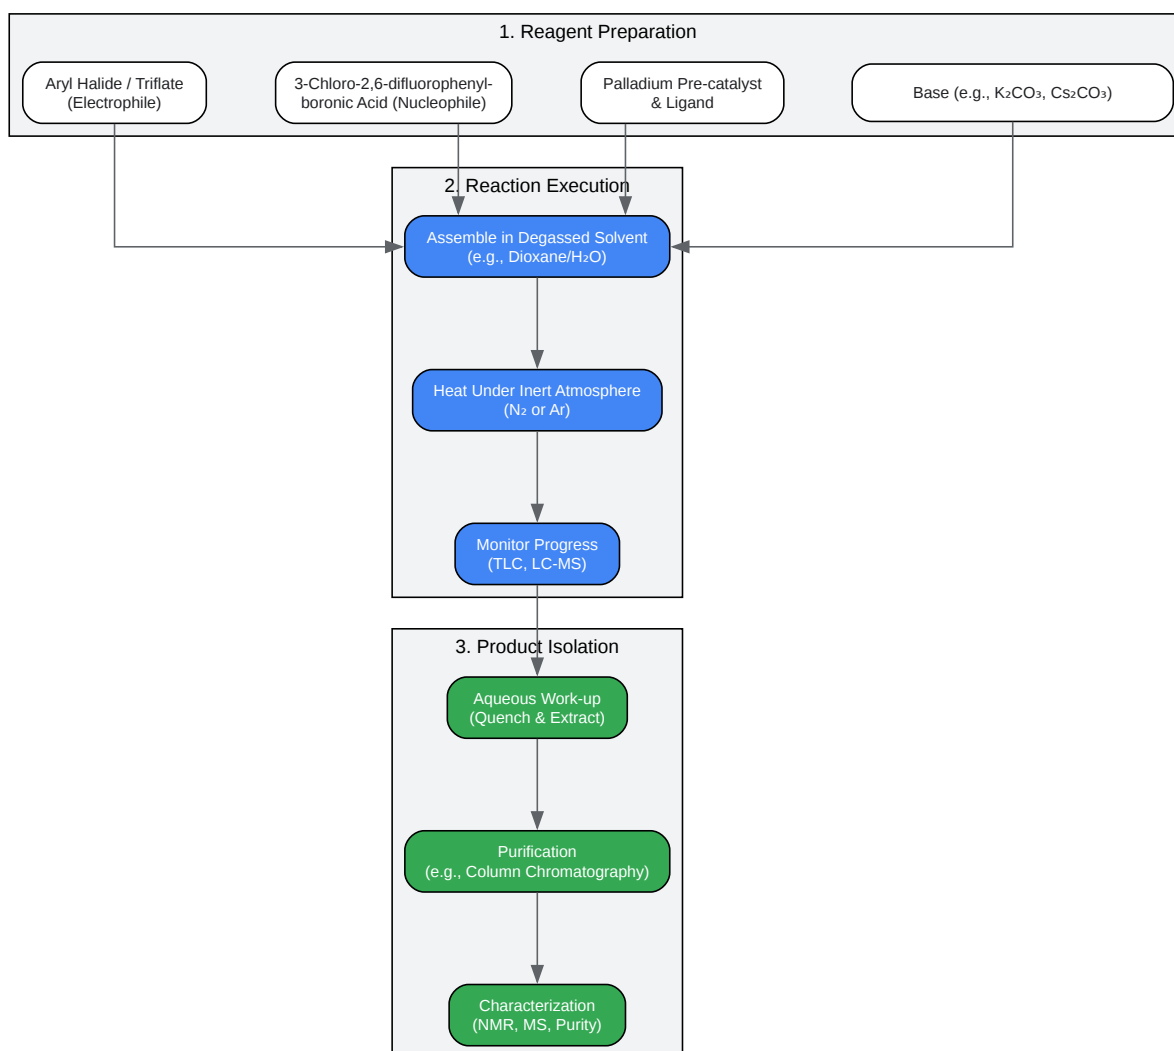 1. Reagent Preparation
Aryl Halide / Triflate
(Electrophile)
3-Chloro-2,6-difluorophenyl-
boronic Acid (Nucleophile)
Palladium Pre-catalyst
& Ligand
Base (e.g., K₂CO₃, Cs₂CO₃)
2. Reaction Execution
Assemble in Degassed Solvent
(e.g., Dioxane/H₂O)
Heat Under Inert Atmosphere
(N₂ or Ar)
Monitor Progress
(TLC, LC-MS)
3. Product Isolation
Aqueous Work-up
(Quench & Extract)
Purification
(e.g., Column Chromatography)
Characterization
(NMR, MS, Purity)